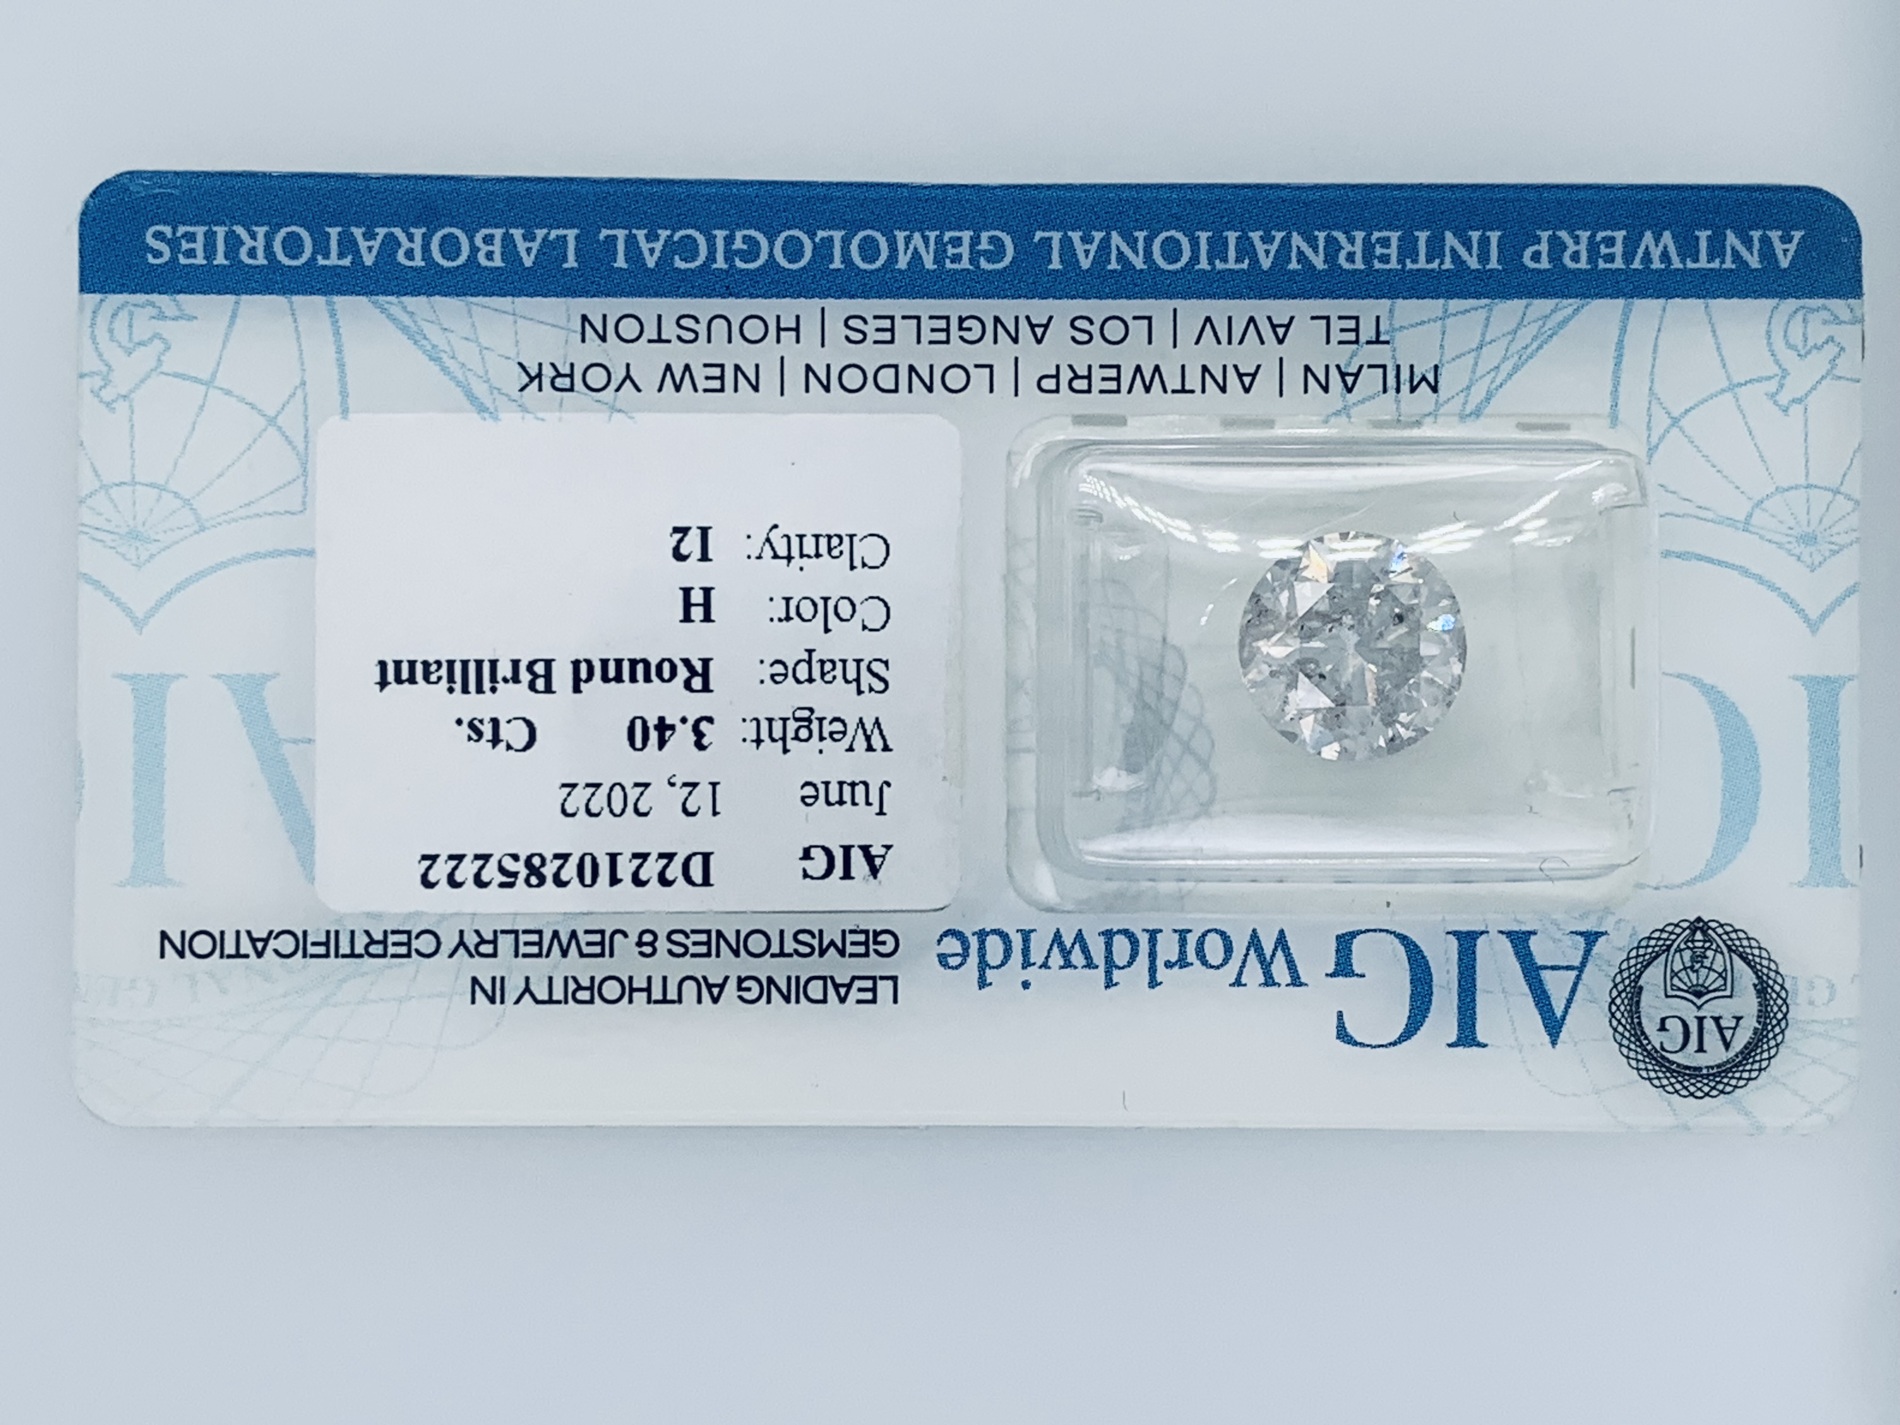 AIG
AIG Worldwide
LEADING AUTHORITY IN
GEMSTONES & JEWELRY CERTIFICATION
AIG D2210285222
June 12, 2022
Weight: 3.40 Cts.
Shape: Round Brilliant
Color: H
Clarity: I2
MILAN | ANTWERP | LONDON | NEW YORK
TEL AVIV | LOS ANGELES | HOUSTON
ANTWERP INTERNATIONAL GEMOLOGICAL LABORATORIES